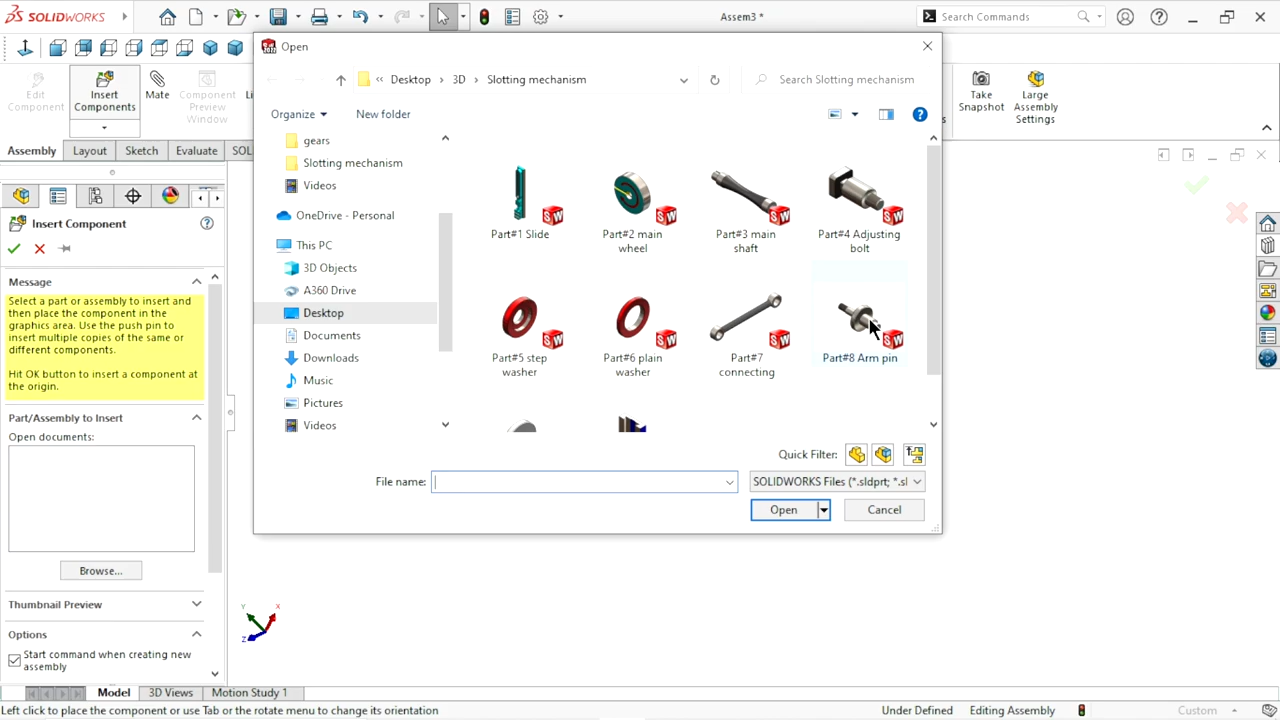 SOLIDWORKS
Assem3 *
Search Commands
Open
Desktop
3D
Slotting mechanism
Search Slotting mechanism
Organize
New folder
Edit
Component
Insert
Components
Mate
Component
Preview
Window
Take
Snapshot
Large
Assembly
Settings
Assembly
Layout
Sketch
Evaluate
Insert Component
Message
Select a part or assembly to insert and
then place the component in the
graphics area. Use the push pin to
insert multiple copies of the same or
different components.
Hit OK button to insert a component at
the origin.
Part/Assembly to Insert
Open documents:
Browse...
Thumbnail Preview
Options
Start command when creating new
assembly
gears
Slotting mechanism
Videos
OneDrive - Personal
This PC
3D Objects
A360 Drive
Desktop
Documents
Downloads
Music
Pictures
Videos
Part#1 Slide
Part#2 main
wheel
Part#3 main
shaft
Part#4 Adjusting
bolt
Part#5 step
washer
Part#6 plain
washer
Part#7
connecting
Part#8 Arm pin
Quick Filter:
File name:
SOLIDWORKS Files (*.sldprt; *.sl
Open
Cancel
Y
X
Z
Model
3D Views
Motion Study 1
Left click to place the component or use Tab or the rotate menu to change its orientation
Under Defined
Editing Assembly
Custom